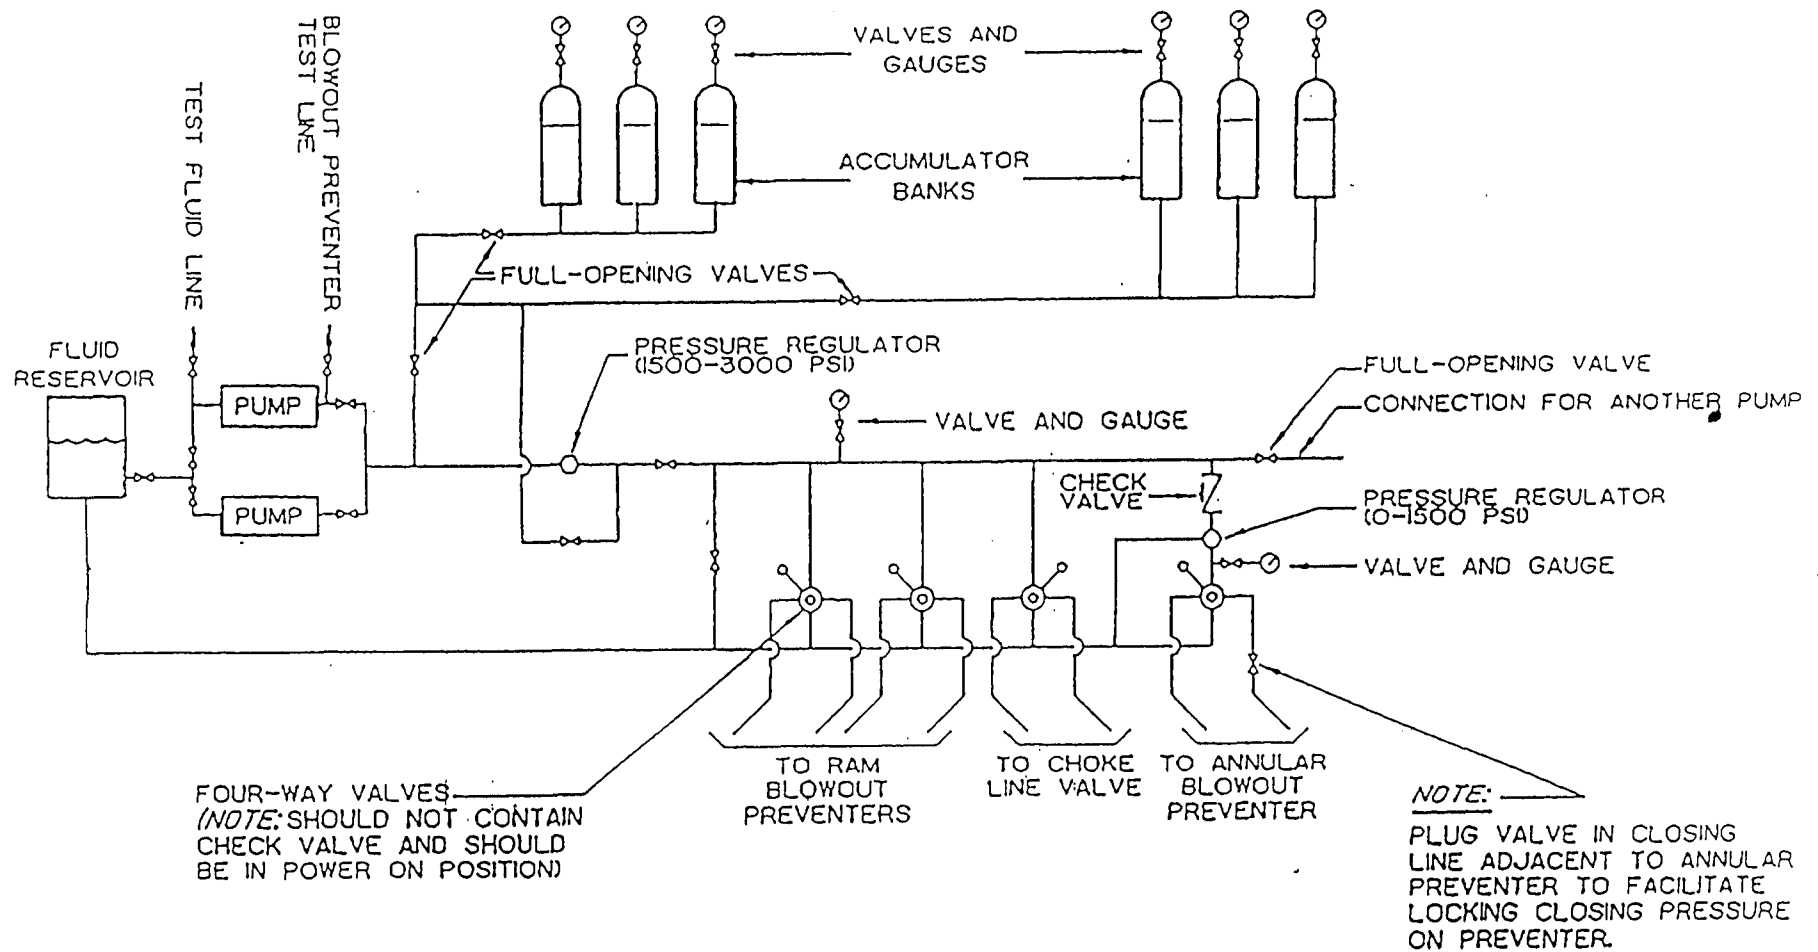 BLOWOUT PREVENTER
TEST LINE
TEST FLUID LINE
VALVES AND
GAUGES
ACCUMULATOR
BANKS
FULL-OPENING VALVES
FLUID
RESERVOIR
PUMP
PUMP
PRESSURE REGULATOR
(1500-3000 PSI)
VALVE AND GAUGE
FULL-OPENING VALVE
CONNECTION FOR ANOTHER PUMP
CHECK
VALVE
PRESSURE REGULATOR
(0-1500 PSI)
VALVE AND GAUGE
TO RAM
BLOWOUT
PREVENTERS
TO CHOKE
LINE VALVE
TO ANNULAR
BLOWOUT
PREVENTER
FOUR-WAY VALVES
(NOTE: SHOULD NOT CONTAIN
CHECK VALVE AND SHOULD
BE IN POWER ON POSITION)
NOTE:
PLUG VALVE IN CLOSING
LINE ADJACENT TO ANNULAR
PREVENTER TO FACILITATE
LOCKING CLOSING PRESSURE
ON PREVENTER.